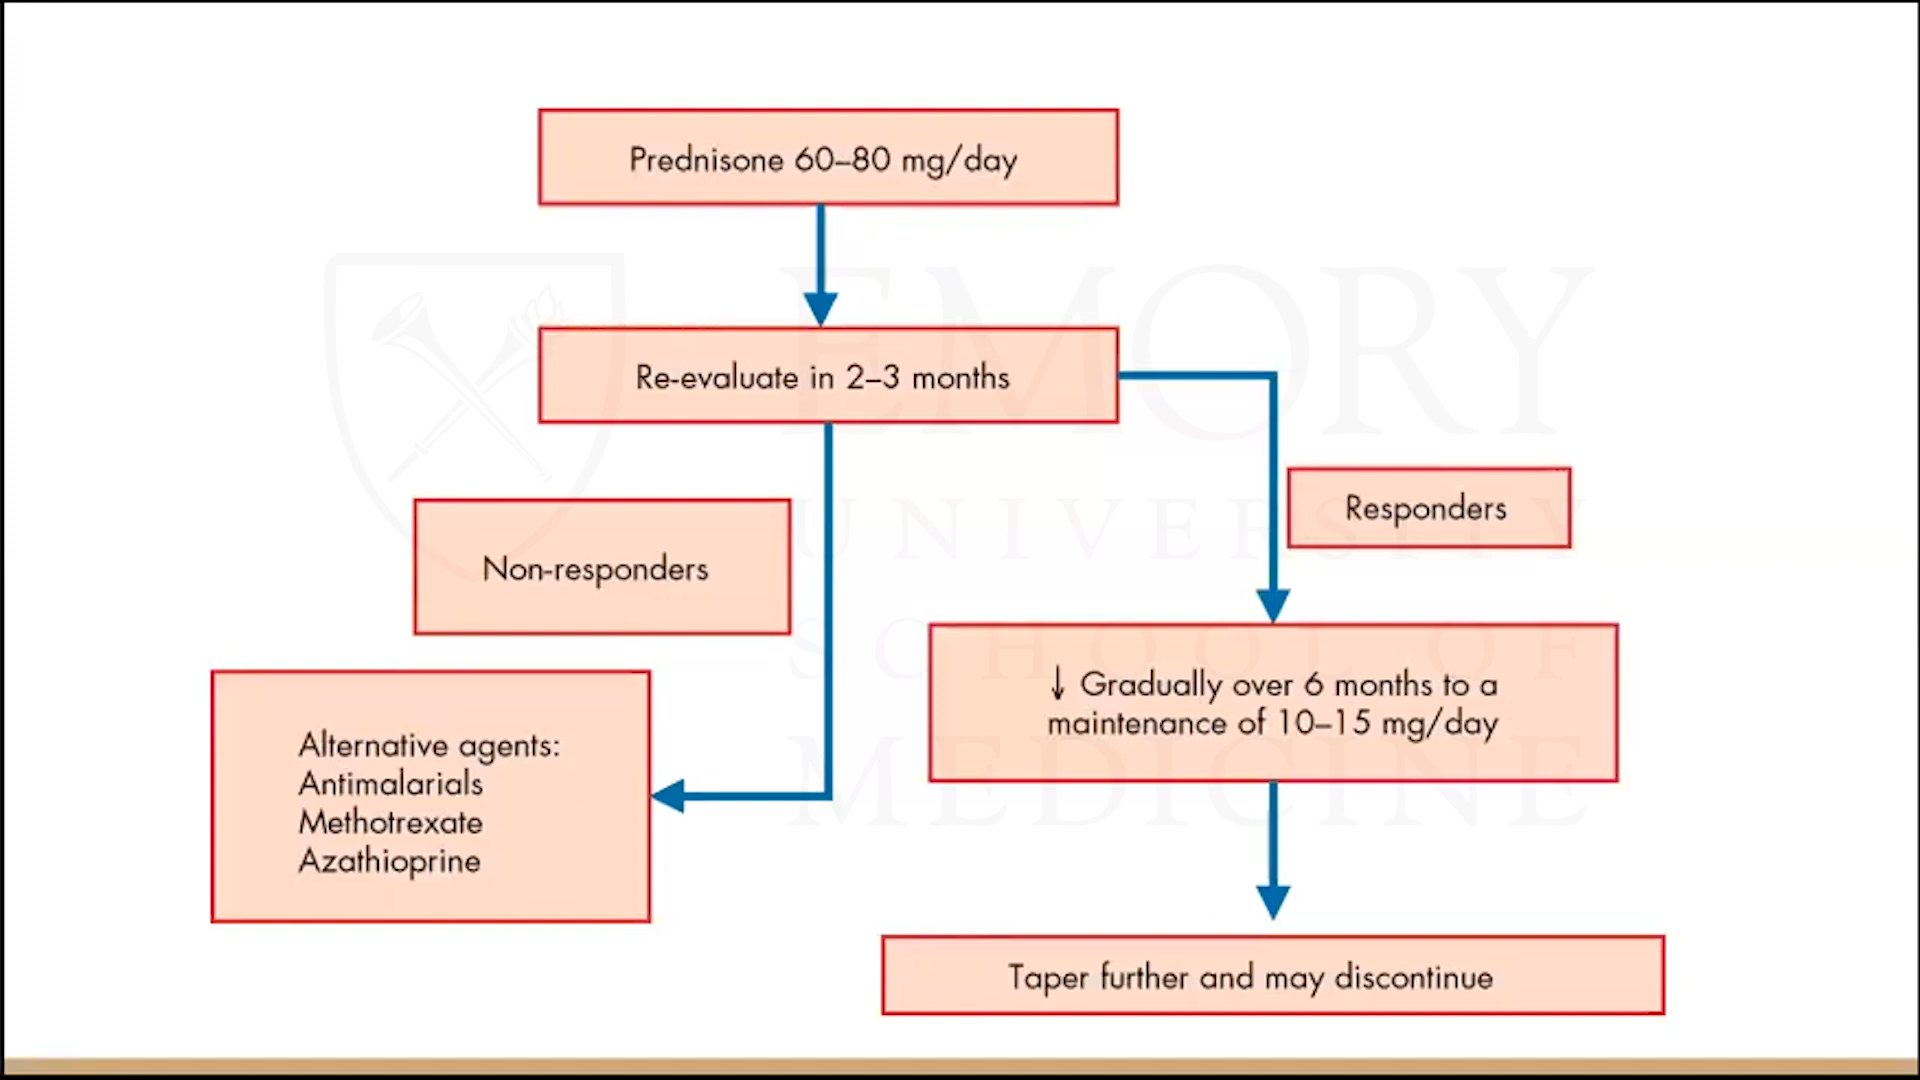 Prednisone 60–80 mg/day
Re-evaluate in 2–3 months
Responders
Non-responders
↓ Gradually over 6 months to a
maintenance of 10–15 mg/day
Alternative agents:
Antimalarials
Methotrexate
Azathioprine
Taper further and may discontinue
EMORY
UNIVERSITY
SCHOOL OF
MEDICINE